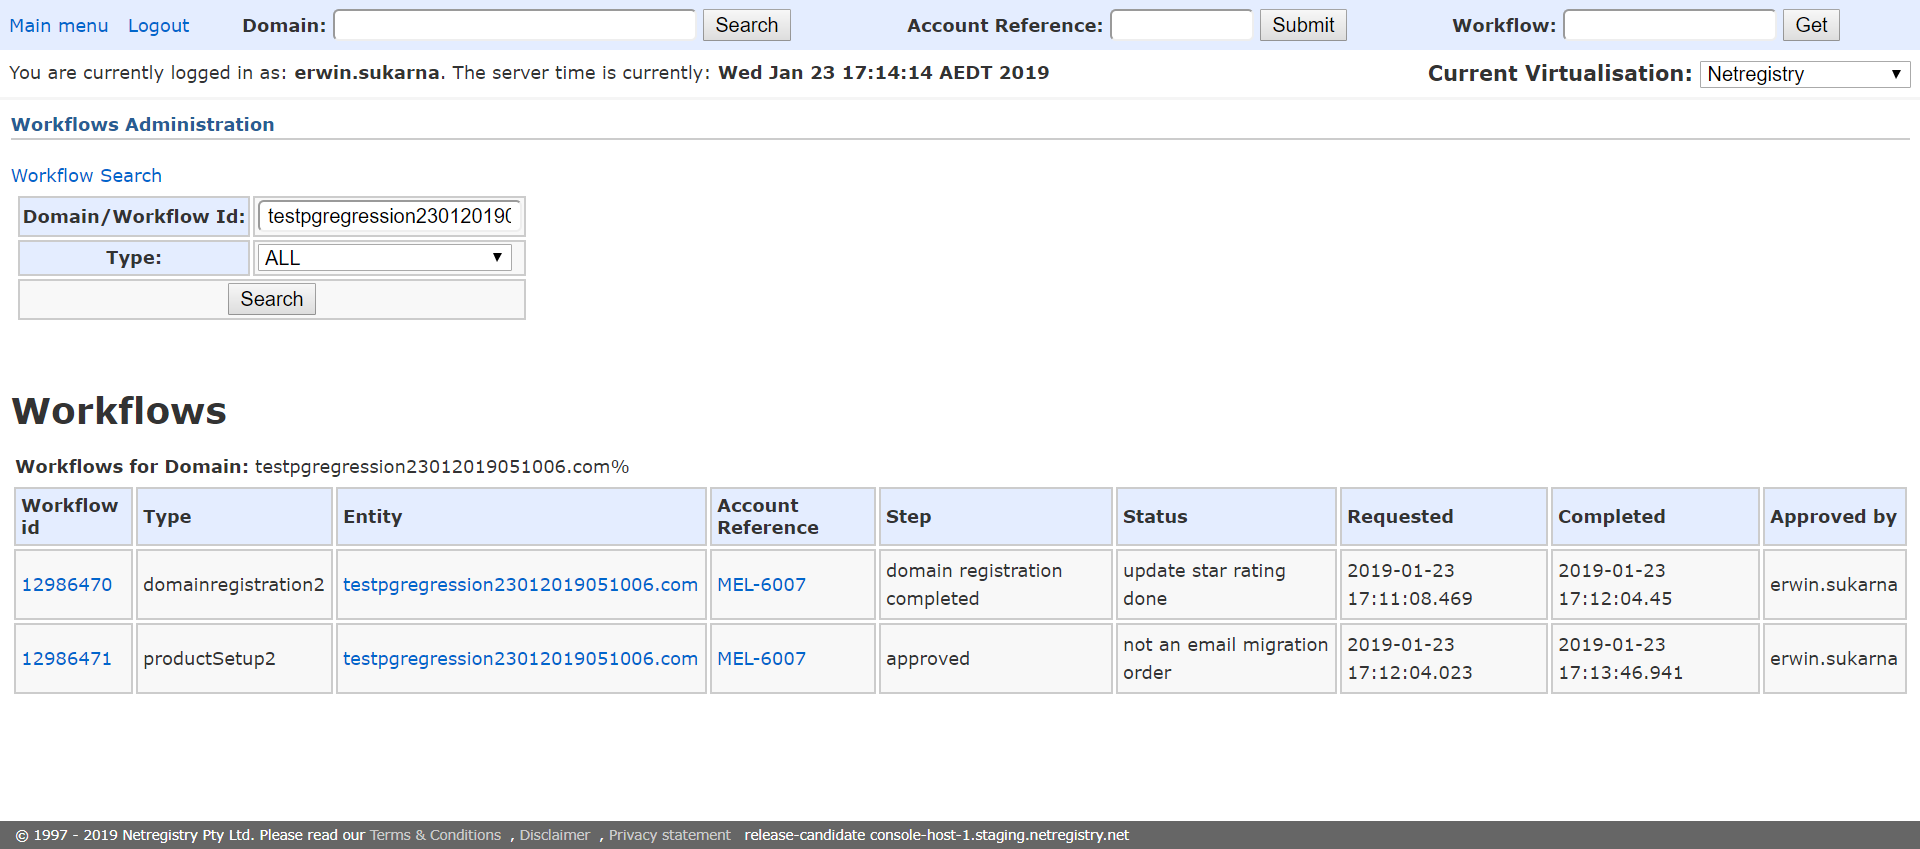 Main menu Logout Domain: Search Account Reference: Submit Workflow: Get
You are currently logged in as: erwin.sukarna. The server time is currently: Wed Jan 23 17:14:14 AEDT 2019 Current Virtualisation: Netregistry
Workflows Administration
Workflow Search
Domain/Workflow Id: testpgregression230120190
Type: ALL
Search
Workflows
Workflows for Domain: testpgregression23012019051006.com%
Workflow id Type Entity Account Reference Step Status Requested Completed Approved by
12986470 domainregistration2 testpgregression23012019051006.com MEL-6007 domain registration completed update star rating done 2019-01-23 17:11:08.469 2019-01-23 17:12:04.45 erwin.sukarna
12986471 productSetup2 testpgregression23012019051006.com MEL-6007 approved not an email migration order 2019-01-23 17:12:04.023 2019-01-23 17:13:46.941 erwin.sukarna
© 1997 - 2019 Netregistry Pty Ltd. Please read our Terms & Conditions , Disclaimer , Privacy statement release-candidate console-host-1.staging.netregistry.net